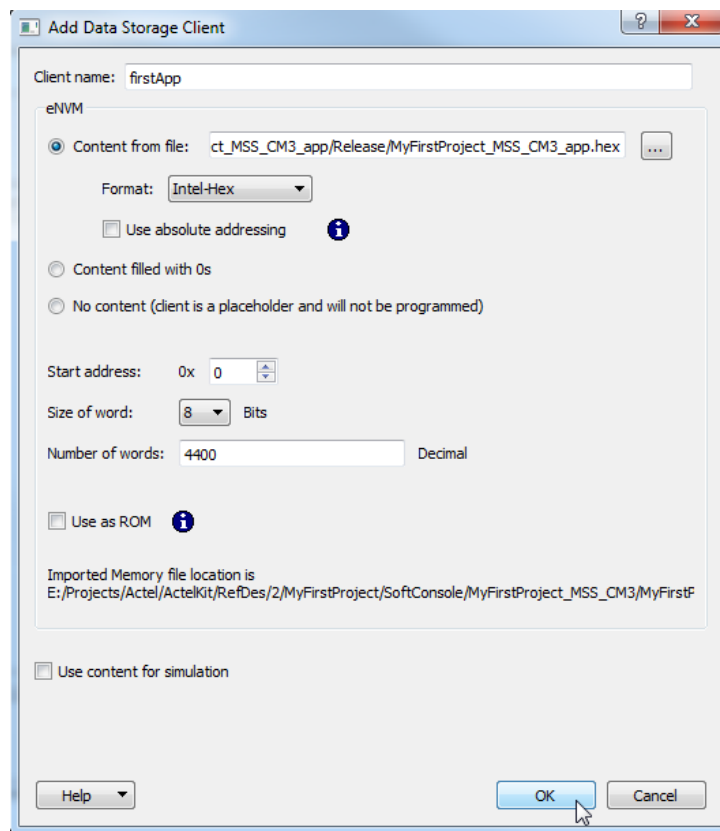 Add Data Storage Client
Client name: firstApp
eNVM
Content from file: ct_MSS_CM3_app/Release/MyFirstProject_MSS_CM3_app.hex ...
Format: Intel-Hex
Use absolute addressing
Content filled with 0s
No content (client is a placeholder and will not be programmed)
Start address: 0x 0
Size of word: 8 Bits
Number of words: 4400 Decimal
Use as ROM
Imported Memory file location is
E:/Projects/Actel/ActelKit/RefDes/2/MyFirstProject/SoftConsole/MyFirstProject_MSS_CM3/MyFirstF
Use content for simulation
Help OK Cancel